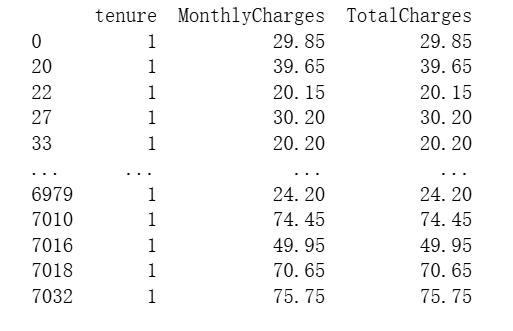 tenure MonthlyCharges TotalCharges
0 1 29.85 29.85
20 1 39.65 39.65
22 1 20.15 20.15
27 1 30.20 30.20
33 1 20.20 20.20
... ... ... ...
6979 1 24.20 24.20
7010 1 74.45 74.45
7016 1 49.95 49.95
7018 1 70.65 70.65
7032 1 75.75 75.75